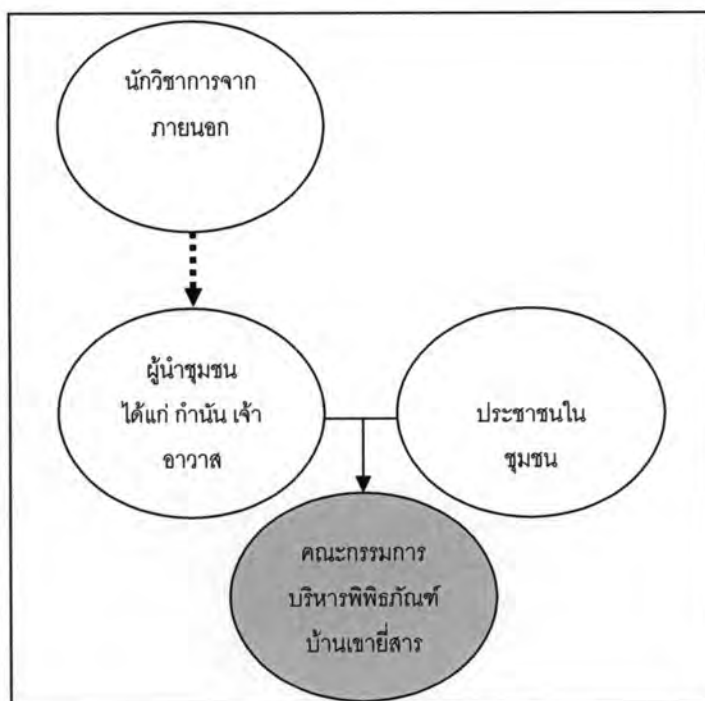 นักวิชาการจาก
ภายนอก
ผู้นำชุมชน
ได้แก่ กำนัน เจ้า
อาวาส
ประชาชนใน
ชุมชน
คณะกรรมการ
บริหารพิพิธภัณฑ์
บ้านเขายี่สาร